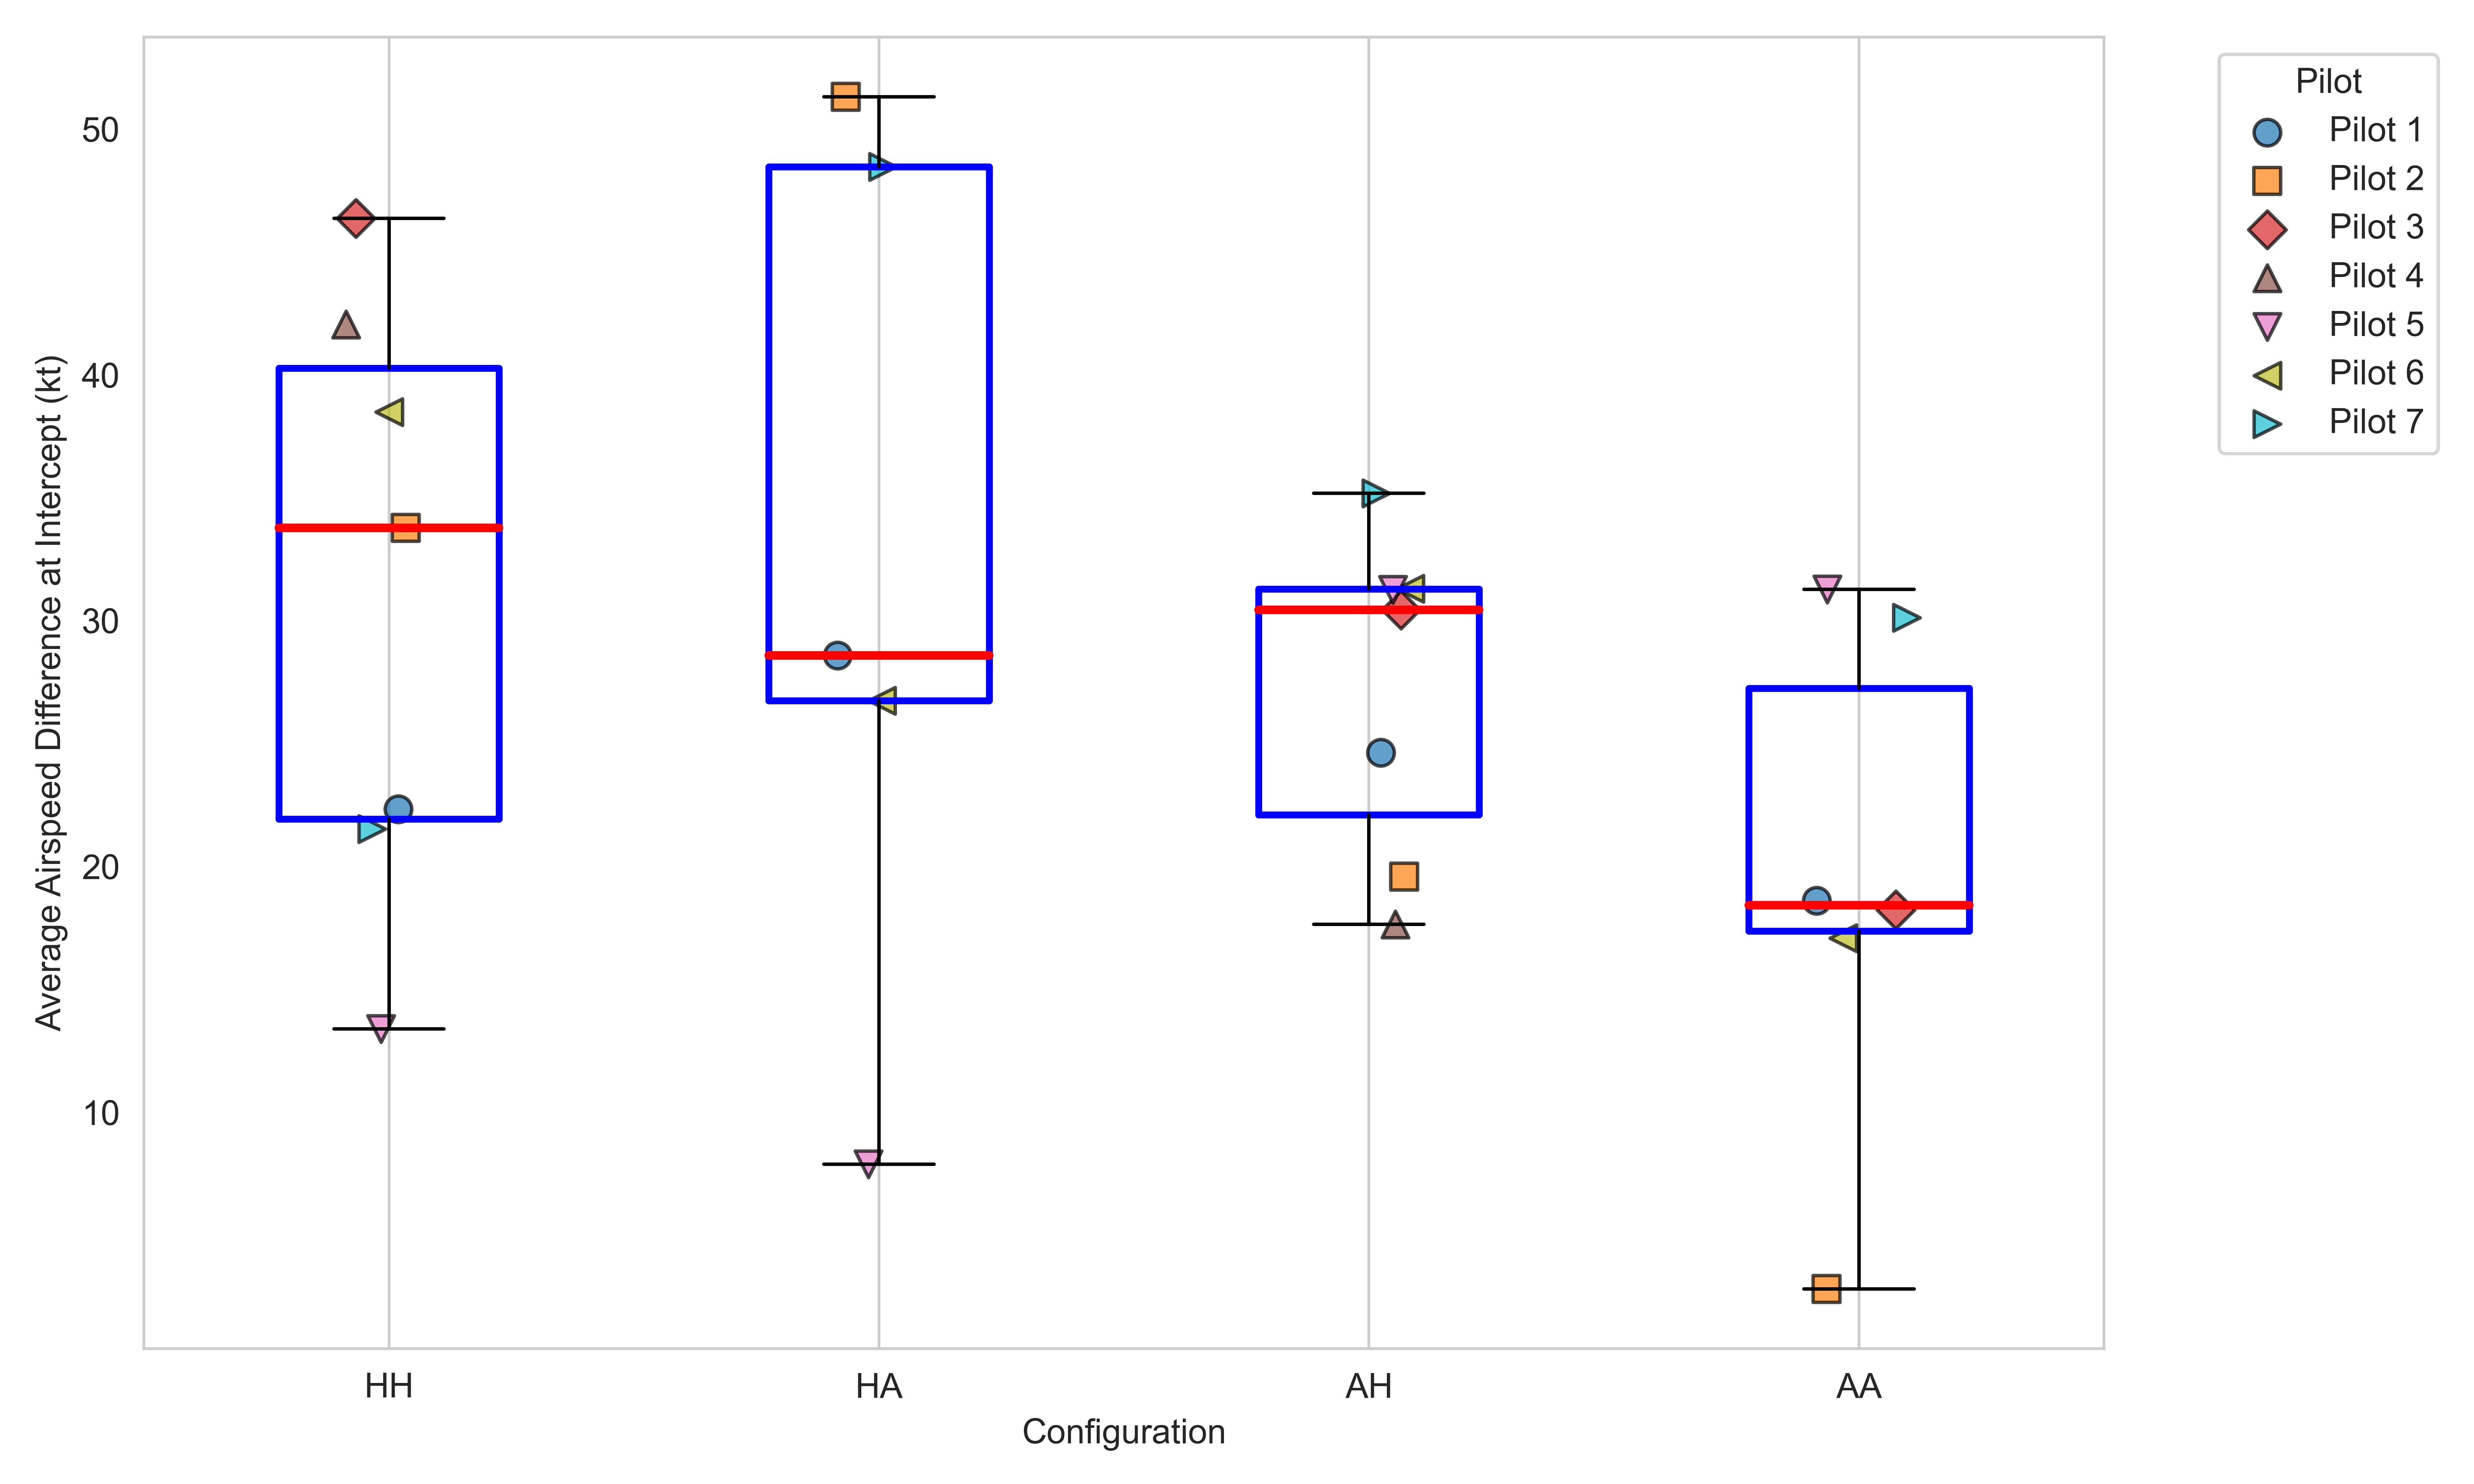 Average Airspeed Difference at Intercept (kt)
50
40
30
20
10
HH
HA
AH
AA
Configuration
Pilot
Pilot 1
Pilot 2
Pilot 3
Pilot 4
Pilot 5
Pilot 6
Pilot 7